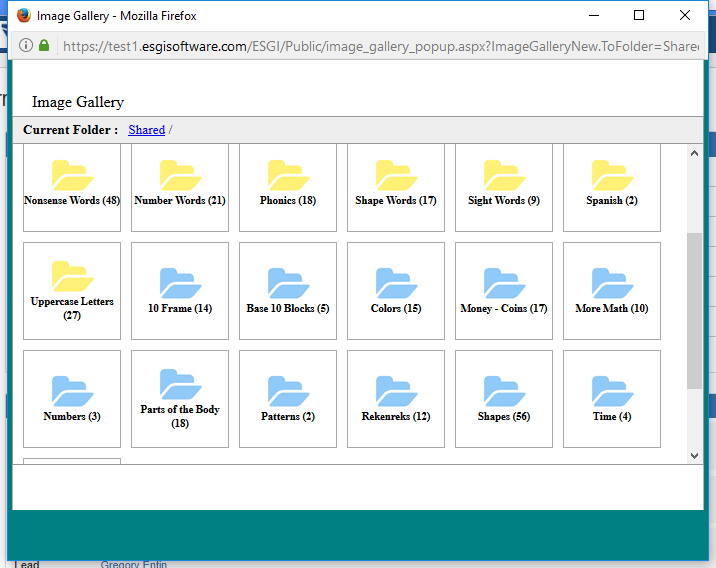 Image Gallery - Mozilla Firefox
https://test1.esgisoftware.com/ESGI/Public/image_gallery_popup.aspx?ImageGalleryNew.ToFolder=Share
Image Gallery
Current Folder : Shared /
Nonsense Words (48) Number Words (21) Phonics (18) Shape Words (17) Sight Words (9) Spanish (2)
Uppercase Letters
(27)
10 Frame (14) Base 10 Blocks (5) Colors (15) Money - Coins (17) More Math (10)
Numbers (3)
Parts of the Body
(18)
Patterns (2) Rekenreks (12) Shapes (56) Time (4)
Lead Gregory Entin